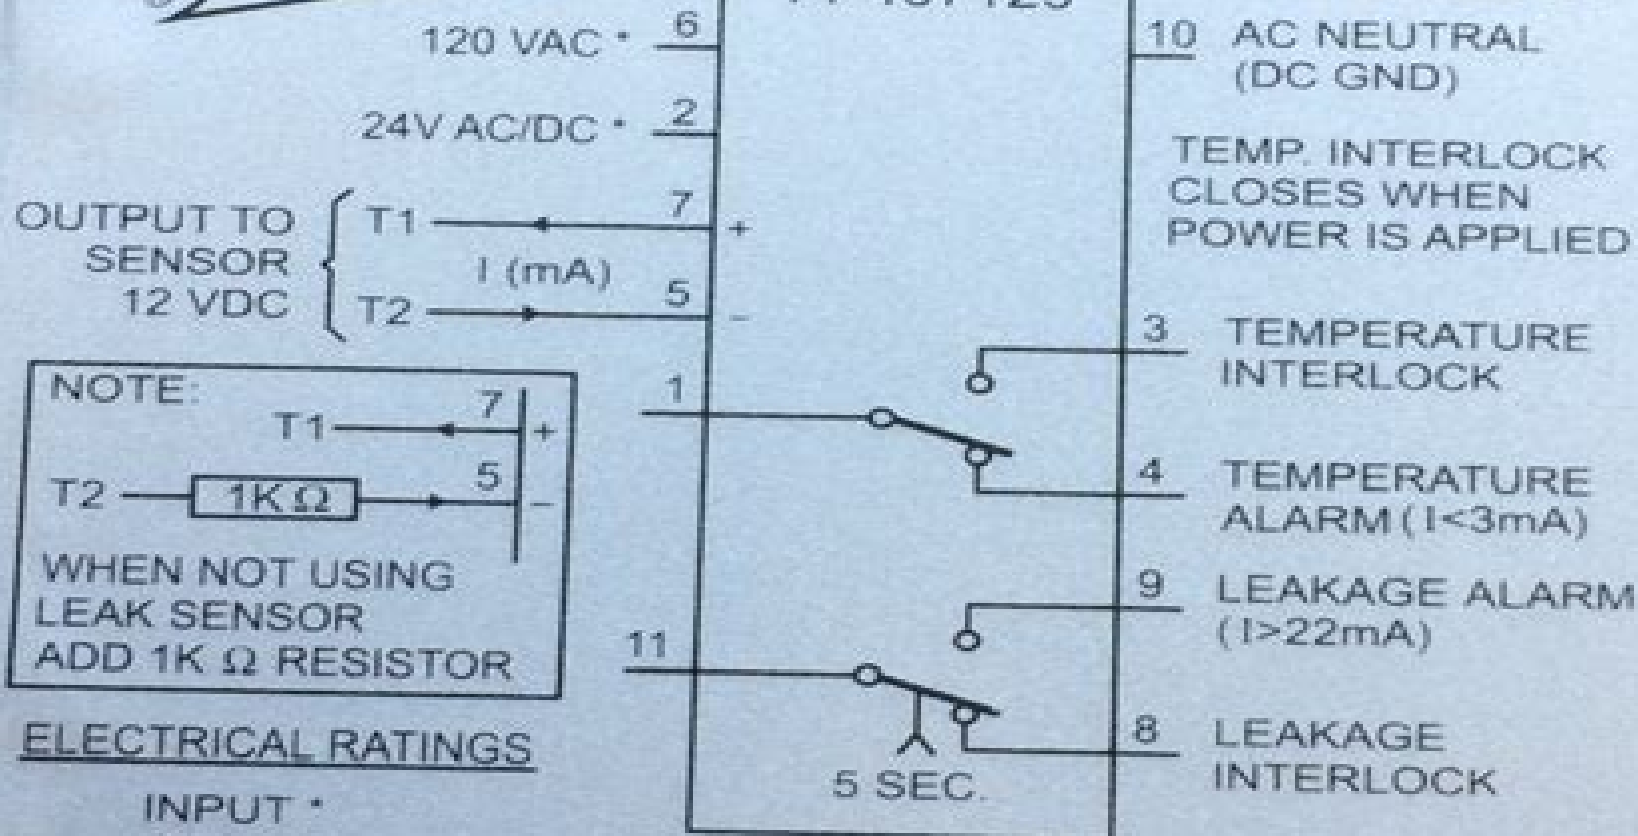 120 VAC *
6
10 AC NEUTRAL
(DC GND)
24V AC/DC *
2
TEMP. INTERLOCK
CLOSES WHEN
POWER IS APPLIED
OUTPUT TO
SENSOR
12 VDC
T1
7
+
I (mA)
T2
5
–
3
TEMPERATURE
INTERLOCK
1
NOTE:
T1
7
+
T2
1K Ω
5
–
WHEN NOT USING
LEAK SENSOR
ADD 1K Ω RESISTOR
4
TEMPERATURE
ALARM (I<3mA)
9
LEAKAGE ALARM
(I>22mA)
11
5 SEC.
8
LEAKAGE
INTERLOCK
ELECTRICAL RATINGS
INPUT *